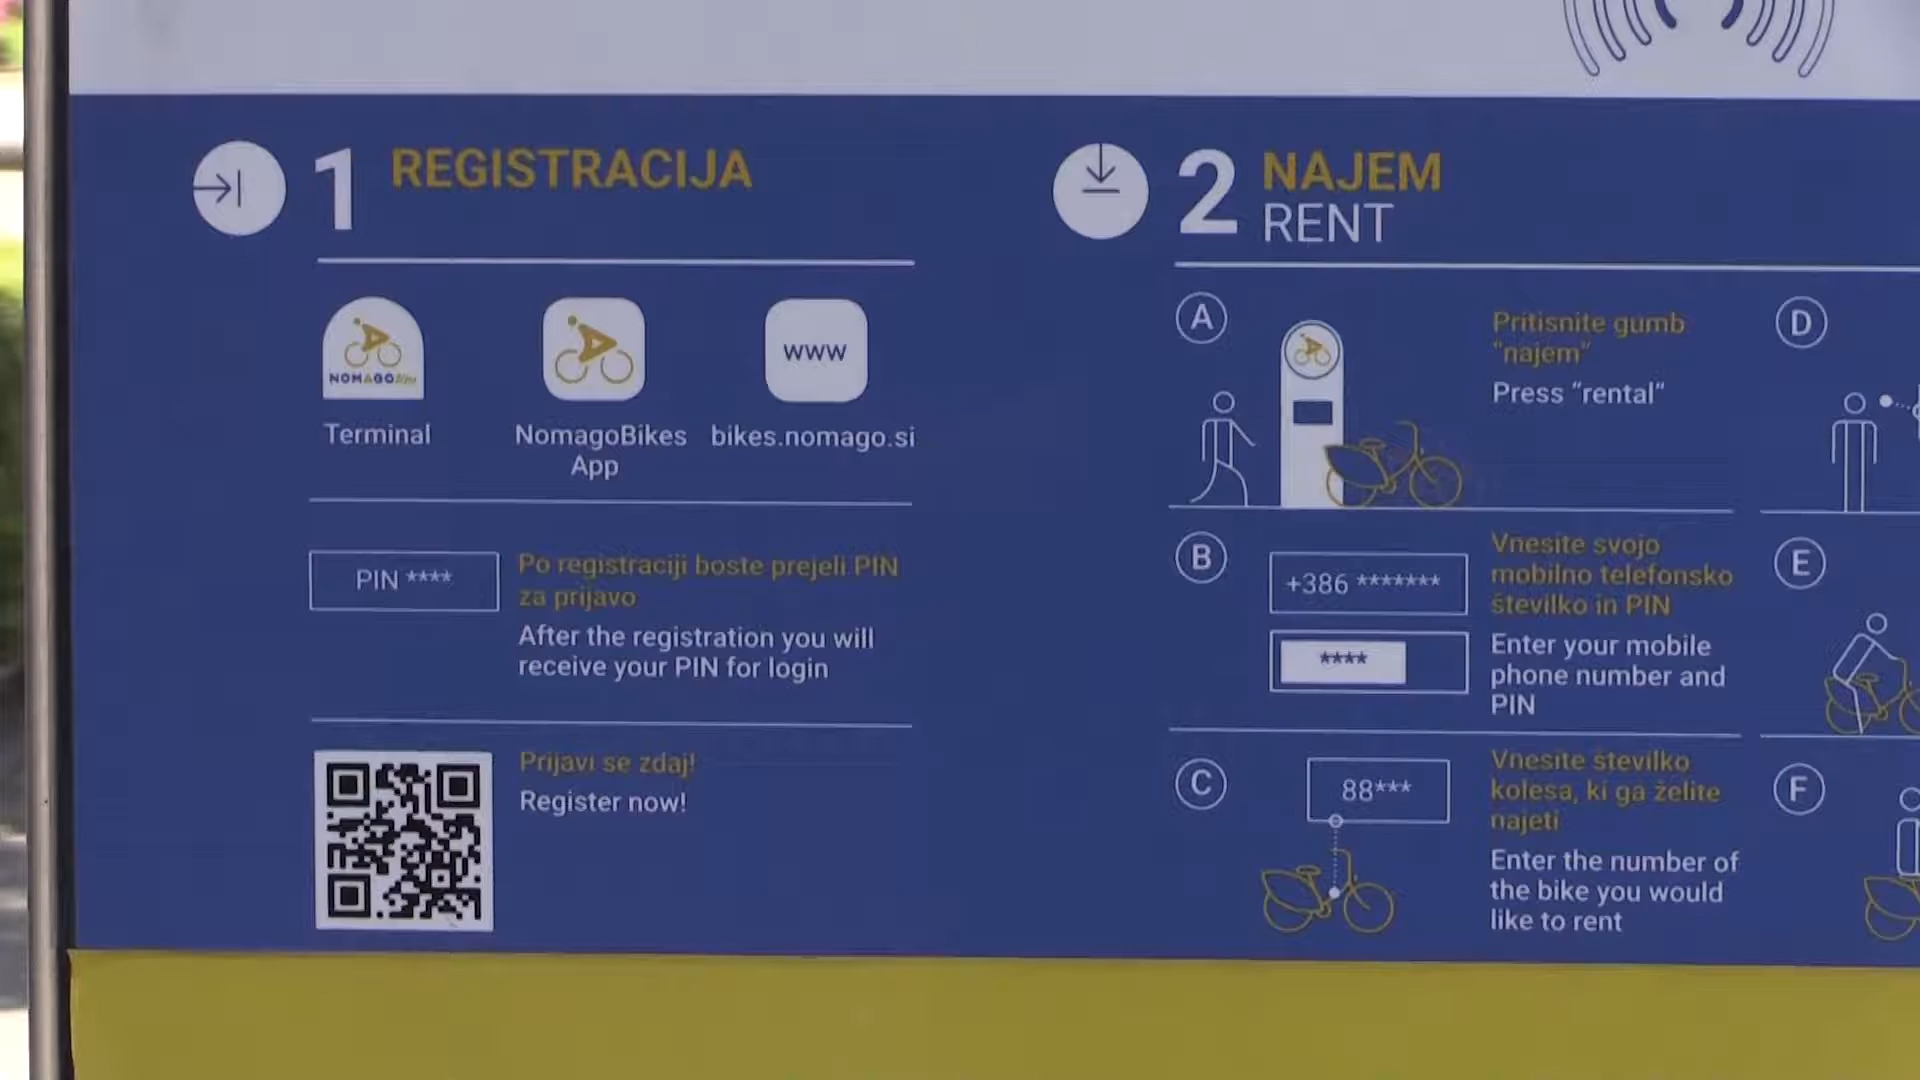 1 REGISTRACIJA
NOMAGO
Terminal
NomagoBikes
App
www
bikes.nomago.si
PIN ****
Po registraciji boste prejeli PIN
za prijavo
After the registration you will
receive your PIN for login
Prijavi se zdaj!
Register now!
2 NAJEM
RENT
A
Pritisnite gumb
"najem"
Press "rental"
B
+386 *******
****
Vnesite svojo
mobilno telefonsko
številko in PIN
Enter your mobile
phone number and
PIN
C
88***
Vnesite številko
kolesa, ki ga želite
najeti
Enter the number of
the bike you would
like to rent
D
E
F